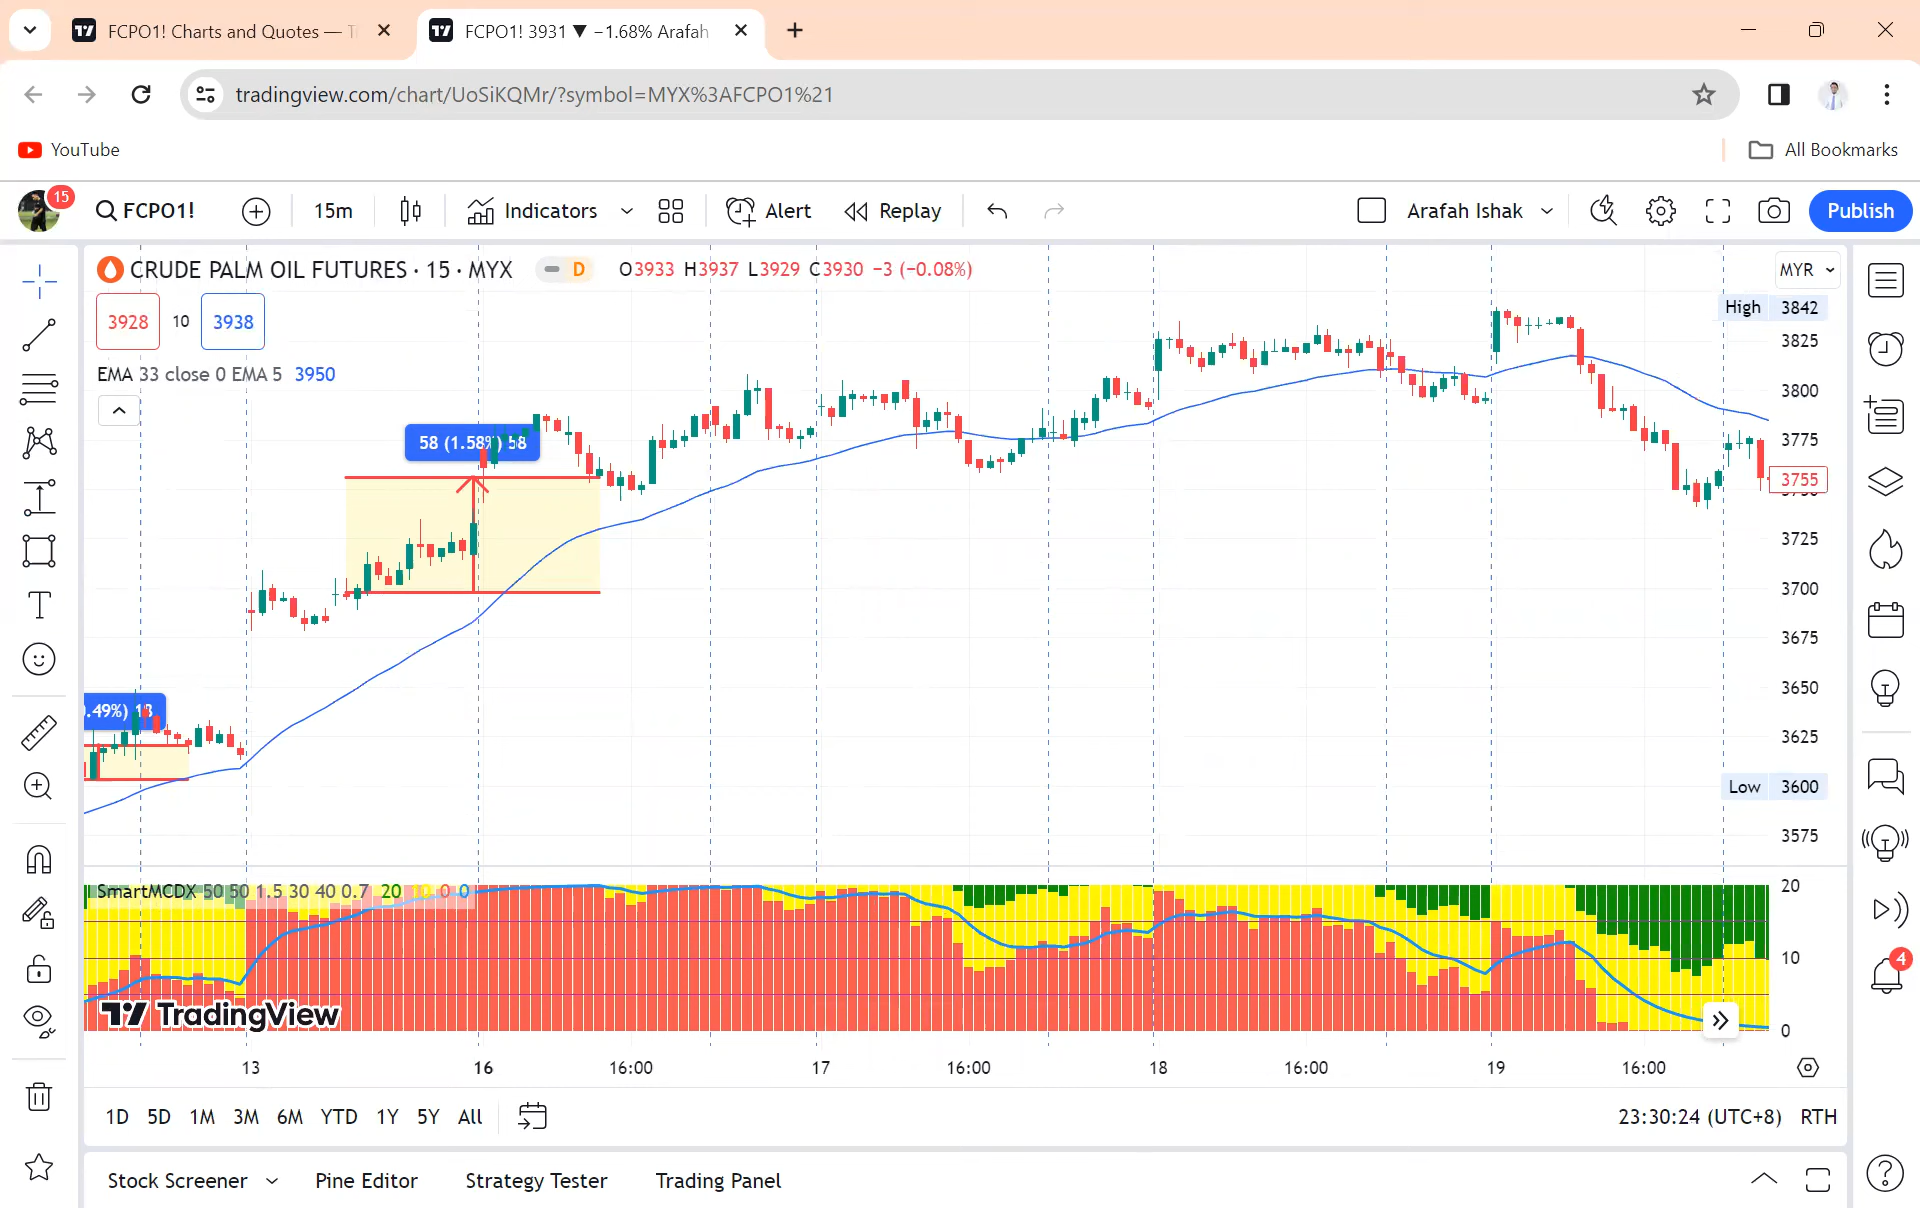 FCPO1! Charts and Quotes —
FCPO1! 3931 ▼ −1.68% Arafah
tradingview.com/chart/UoSiKQMr/?symbol=MYX%3AFCPO1%21
YouTube
All Bookmarks
15
FCPO1!
15m
Indicators
Alert
Replay
Arafah Ishak
Publish
CRUDE PALM OIL FUTURES · 15 · MYX
D
O3933 H3937 L3929 C3930 −3 (−0.08%)
MYR
3928
10
3938
EMA 33 close 0 EMA 5 3950
High 3842
3825
3800
3775
3755
3725
3700
3675
3650
3625
Low 3600
3575
58 (1.58%) 58
.49%) 18
SmartMCDX 50 50 1.5 30 40 0.7 20 0 0
20
10
0
TradingView
4
13
16
16:00
17
16:00
18
16:00
19
16:00
1D 5D 1M 3M 6M YTD 1Y 5Y All
23:30:24 (UTC+8) RTH
Stock Screener
Pine Editor
Strategy Tester
Trading Panel